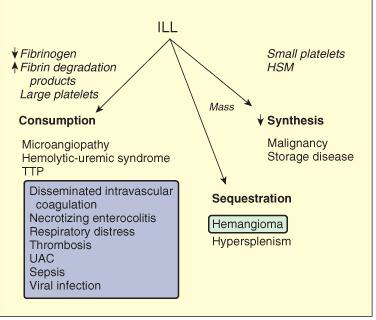 ILL
↓ Fibrinogen
↑ Fibrin degradation
products
Large platelets
Small platelets
HSM
Mass
Consumption
Microangiopathy
Hemolytic-uremic syndrome
TTP
Disseminated intravascular
coagulation
Necrotizing enterocolitis
Respiratory distress
Thrombosis
UAC
Sepsis
Viral infection
↓ Synthesis
Malignancy
Storage disease
Sequestration
Hemangioma
Hypersplenism